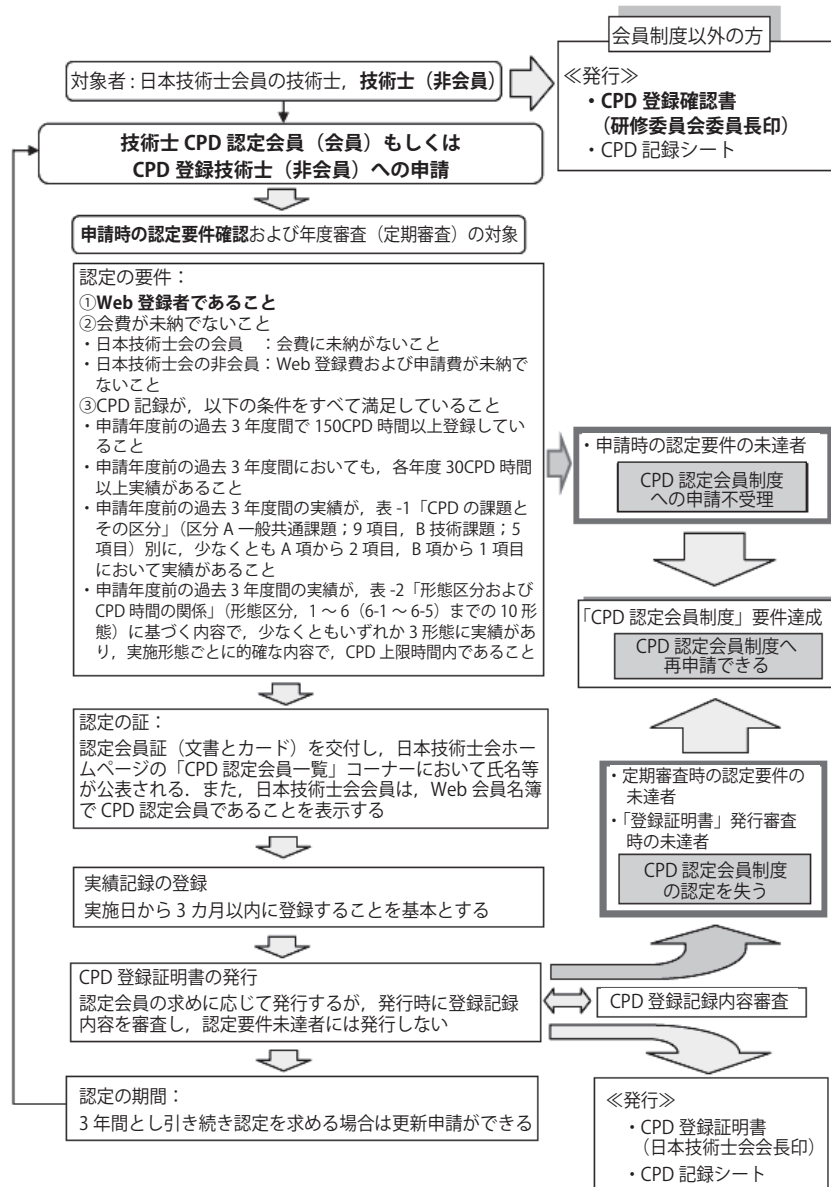 会員制度以外の方
対象者：日本技術士会員の技術士，技術士（非会員）
≪発行≫
・CPD 登録確認書
（研修委員会委員長印）
・CPD 記録シート
技術士 CPD 認定会員（会員）もしくは
CPD 登録技術士（非会員）への申請
申請時の認定要件確認および年度審査（定期審査）の対象
認定の要件：
①Web 登録者であること
②会費が未納でないこと
・日本技術士会の会員　：会費に未納がないこと
・日本技術士会の非会員：Web 登録費および申請費が未納で
ないこと
③CPD 記録が，以下の条件をすべて満足していること
・申請年度前の過去 3 年度間で 150CPD 時間以上登録してい
ること
・申請年度前の過去 3 年度間においても，各年度 30CPD 時間
以上実績があること
・申請年度前の過去 3 年度間の実績が，表 -1「CPD の課題と
その区分」（区分 A 一般共通課題；9 項目，B 技術課題；5
項目）別に，少なくとも A 項から 2 項目，B 項から 1 項目
において実績があること
・申請年度前の過去 3 年度間の実績が，表 -2「形態区分および
CPD 時間の関係」（形態区分，1 ～ 6（6-1 ～ 6-5）までの 10 形
態）に基づく内容で，少なくともいずれか 3 形態に実績があ
り，実施形態ごとに的確な内容で，CPD 上限時間内であること
・申請時の認定要件の未達者
CPD 認定会員制度
への申請不受理
「CPD 認定会員制度」要件達成
CPD 認定会員制度へ
再申請できる
認定の証：
認定会員証（文書とカード）を交付し，日本技術士会ホー
ムページの「CPD 認定会員一覧」コーナーにおいて氏名等
が公表される．また，日本技術士会会員は，Web 会員名簿
で CPD 認定会員であることを表示する
・定期審査時の認定要件の
未達者
・「登録証明書」発行審査
時の未達者
CPD 認定会員制度
の認定を失う
実績記録の登録
実施日から 3 カ月以内に登録することを基本とする
CPD 登録証明書の発行
認定会員の求めに応じて発行するが，発行時に登録記録
内容を審査し，認定要件未達者には発行しない
CPD 登録記録内容審査
認定の期間：
3 年間とし引き続き認定を求める場合は更新申請ができる
≪発行≫
・CPD 登録証明書
（日本技術士会会長印）
・CPD 記録シート